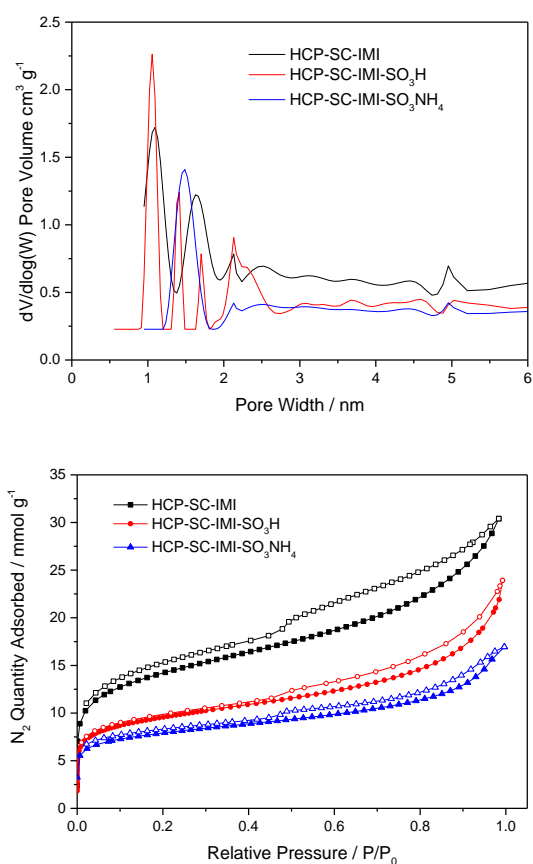 2.5
2.0
1.5
1.0
0.5
0.0
dV/dlog(W) Pore Volume cm³ g⁻¹
HCP-SC-IMI
HCP-SC-IMI-SO₃H
HCP-SC-IMI-SO₃NH₄
0 1 2 3 4 5 6
Pore Width / nm
35
30
25
20
15
10
5
0
N₂ Quantity Adsorbed / mmol g⁻¹
HCP-SC-IMI
HCP-SC-IMI-SO₃H
HCP-SC-IMI-SO₃NH₄
0.0 0.2 0.4 0.6 0.8 1.0
Relative Pressure / P/P₀